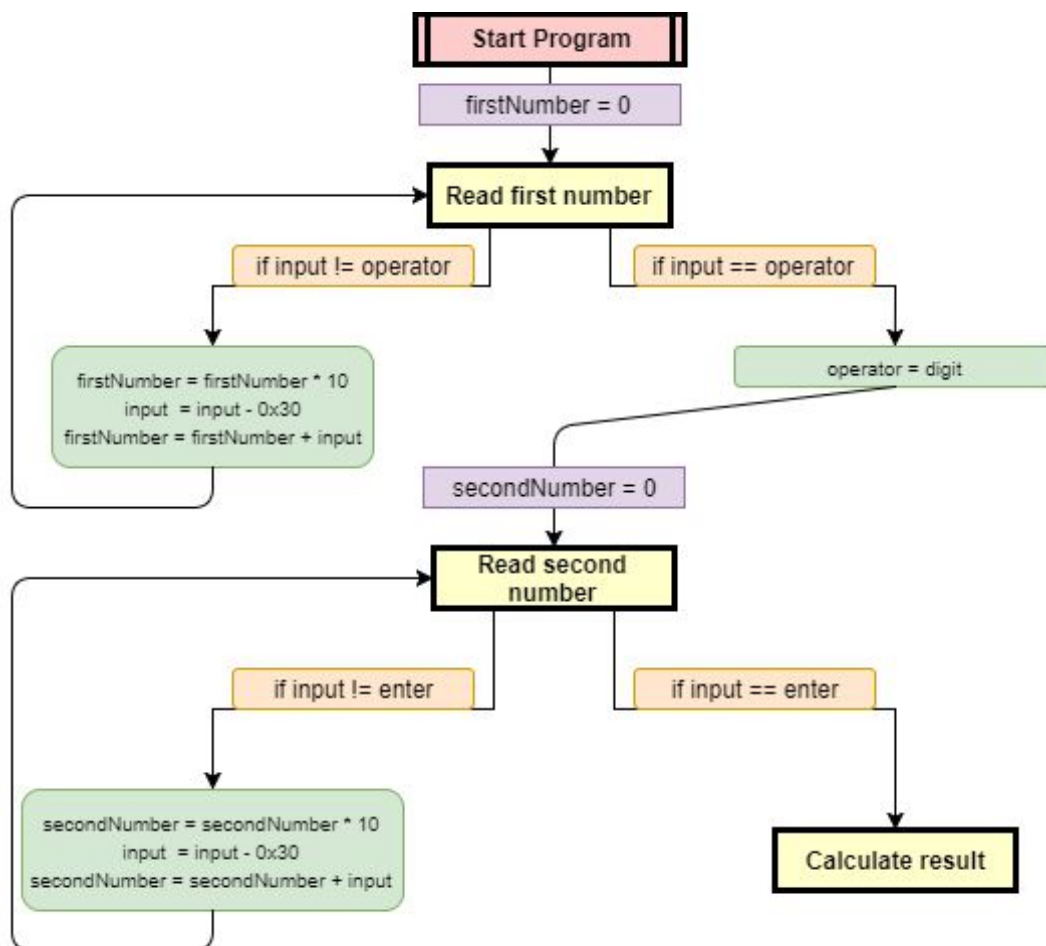 Start Program
firstNumber = 0
Read first number
if input != operator
if input == operator
firstNumber = firstNumber * 10
input  = input - 0x30
firstNumber = firstNumber + input
operator = digit
secondNumber = 0
Read second
number
if input != enter
if input == enter
secondNumber = secondNumber * 10
input  = input - 0x30
secondNumber = secondNumber + input
Calculate result